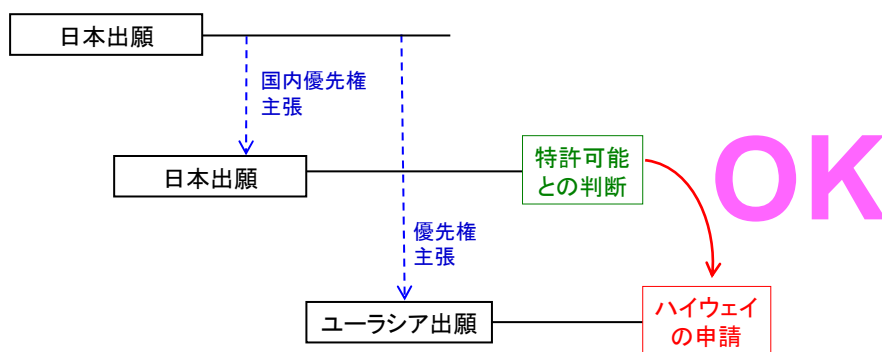 日本出願
国内優先権
主張
日本出願
特許可能
との判断
OK
優先権
主張
ユーラシア出願
ハイウェイ
の申請